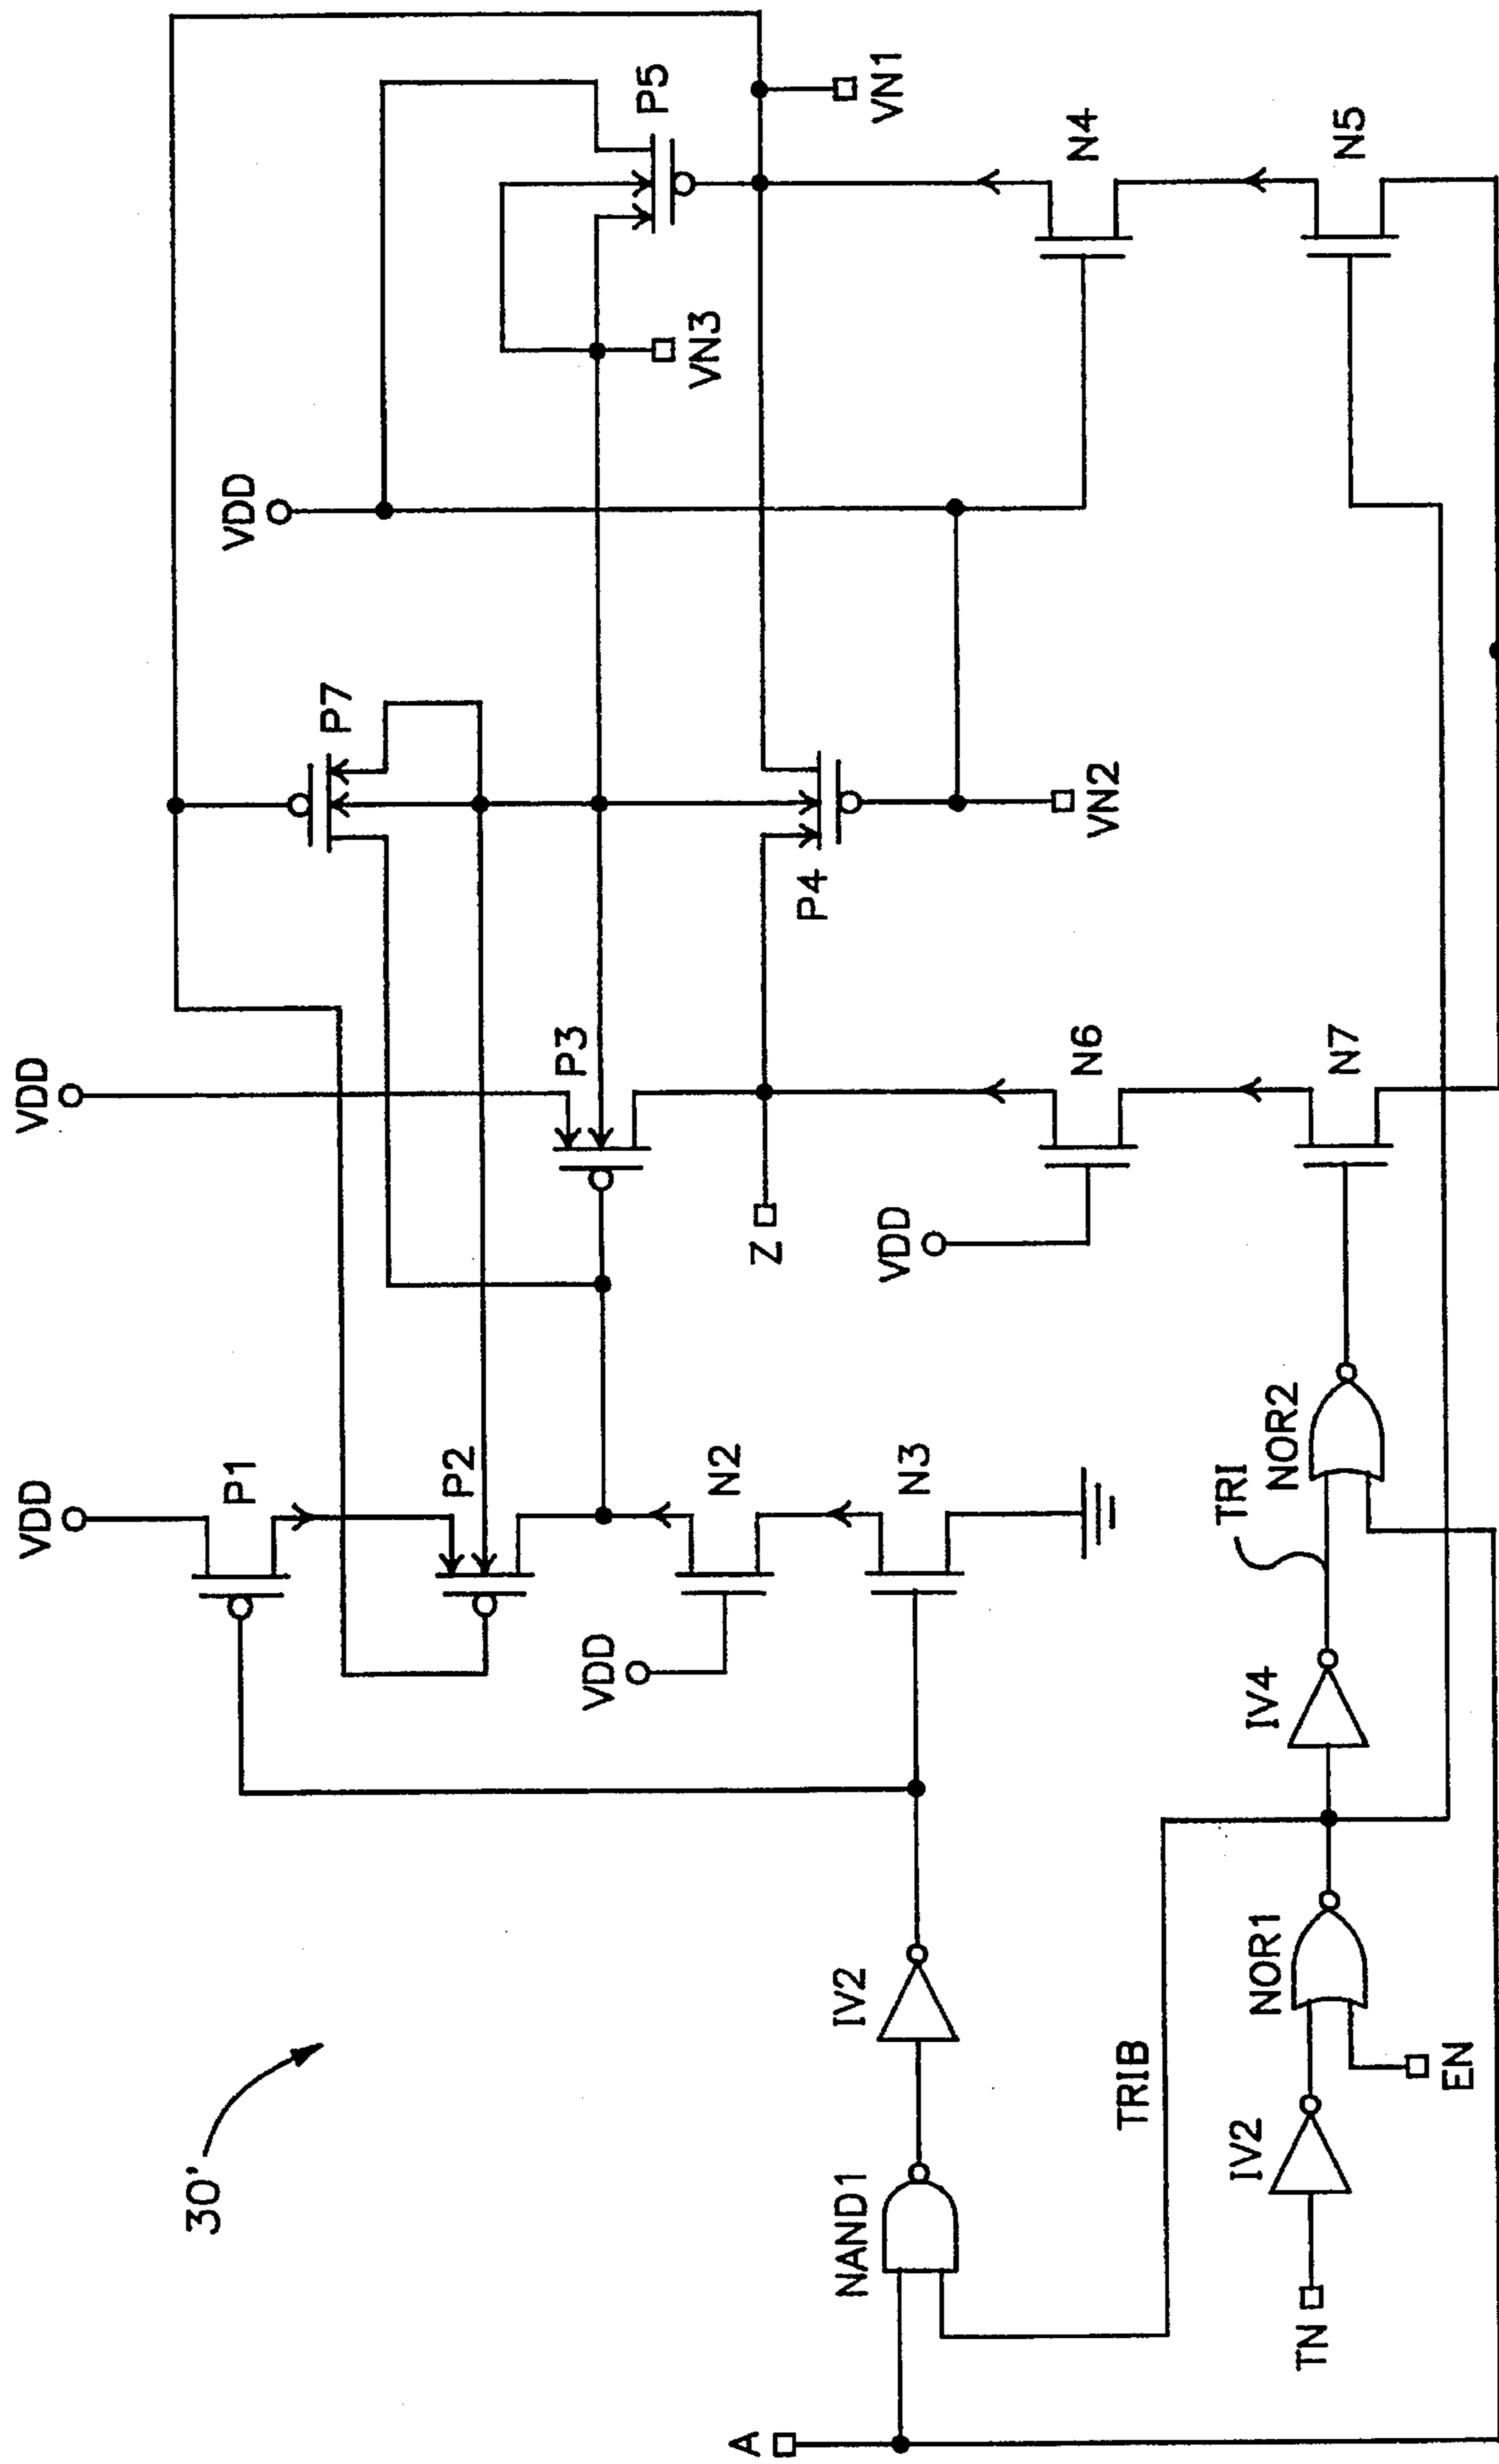 30'
A
NAND1
IV2
TRIB
TN
IV2
EN
NOR1
IV4
TRI
NOR2
VDD
P1
P2
VDD
N2
N3
VDD
P3
Z
VDD
N6
N7
P7
P4
VN2
VDD
VN3
P5
VN1
N4
N5